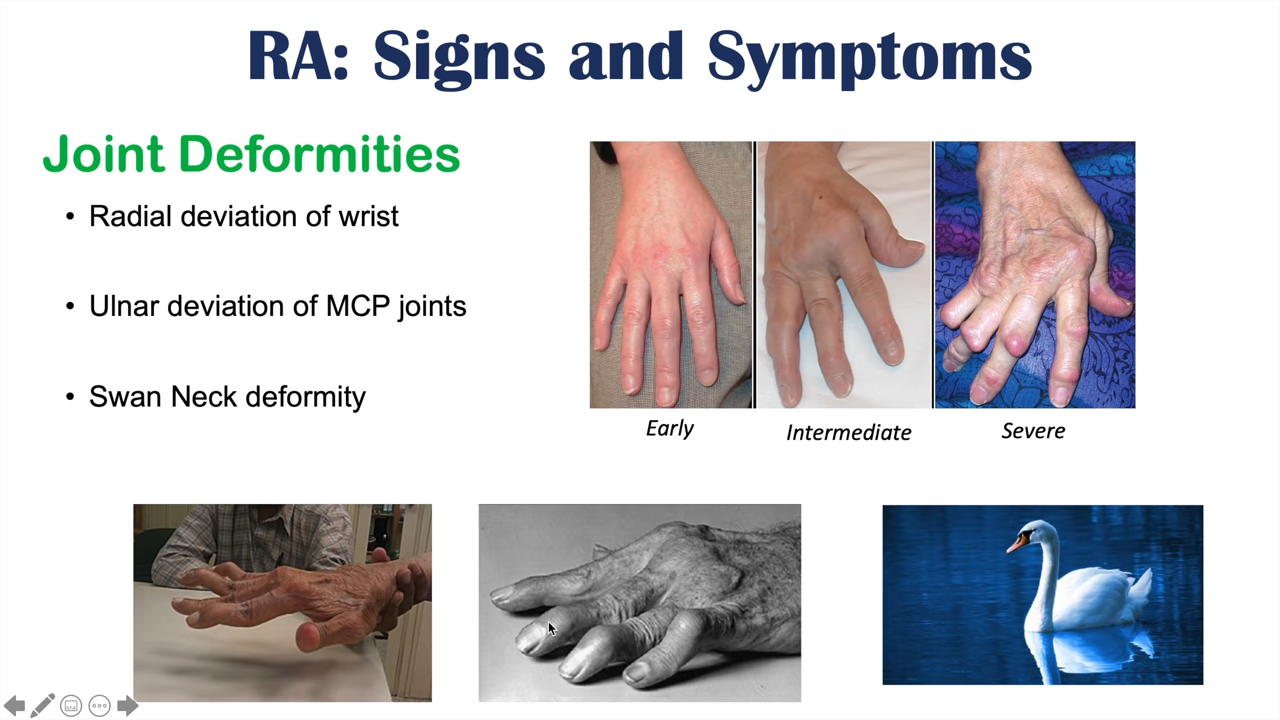 RA: Signs and Symptoms
Joint Deformities
• Radial deviation of wrist
• Ulnar deviation of MCP joints
• Swan Neck deformity
Early
Intermediate
Severe